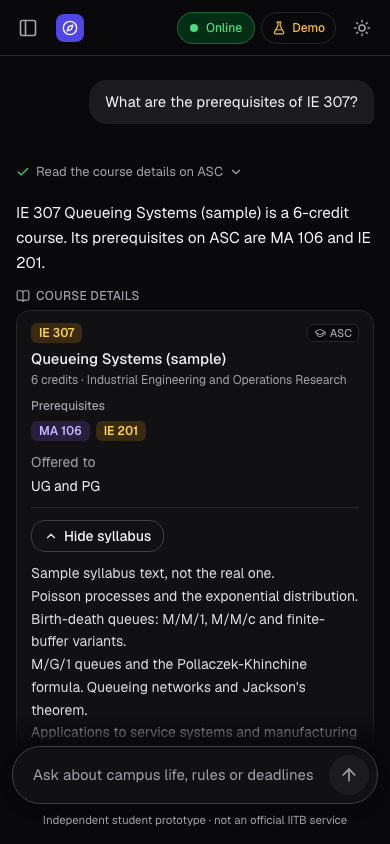 Online
Demo
What are the prerequisites of IE 307?
Read the course details on ASC
IE 307 Queueing Systems (sample) is a 6-credit
course. Its prerequisites on ASC are MA 106 and IE
201.
COURSE DETAILS
IE 307
ASC
Queueing Systems (sample)
6 credits · Industrial Engineering and Operations Research
Prerequisites
MA 106 IE 201
Offered to
UG and PG
Hide syllabus
Sample syllabus text, not the real one.
Poisson processes and the exponential distribution.
Birth-death queues: M/M/1, M/M/c and finite-
buffer variants.
M/G/1 queues and the Pollaczek-Khinchine
formula. Queueing networks and Jackson's
theorem.
Applications to service systems and manufacturing
Ask about campus life, rules or deadlines
Independent student prototype · not an official IITB service